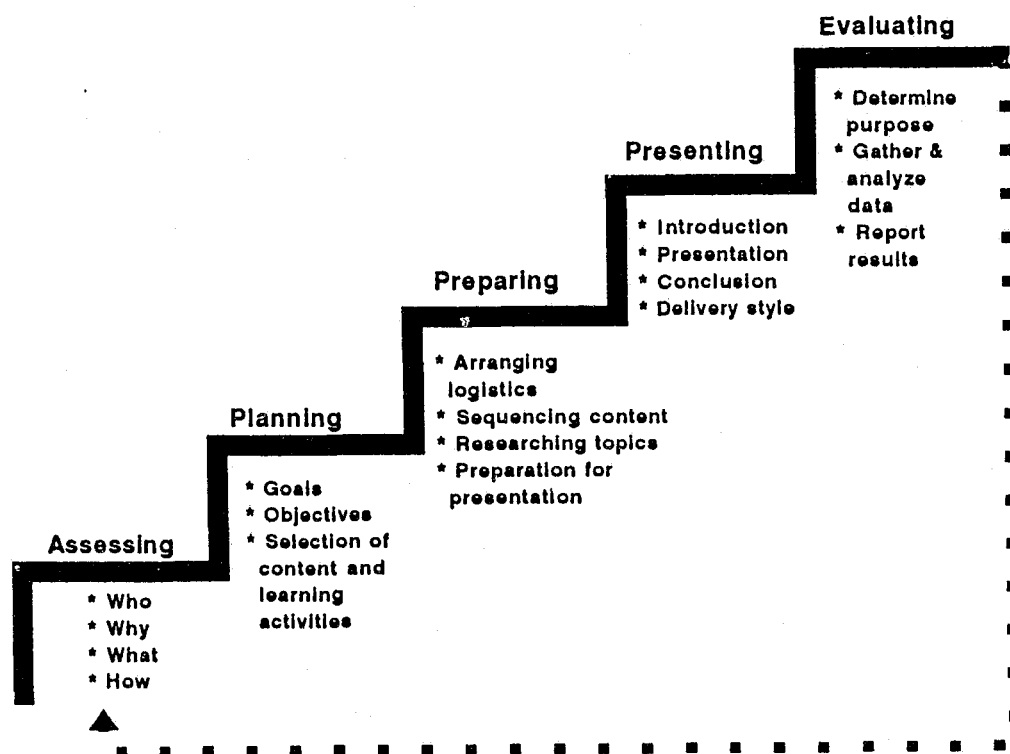 Evaluating
* Determine
purpose
* Gather &
analyze
data
* Report
results
Presenting
* Introduction
* Presentation
* Conclusion
* Delivery style
Preparing
* Arranging
logistics
* Sequencing content
* Researching topics
* Preparation for
presentation
Planning
* Goals
* Objectives
* Selection of
content and
learning
activities
Assessing
* Who
* Why
* What
* How